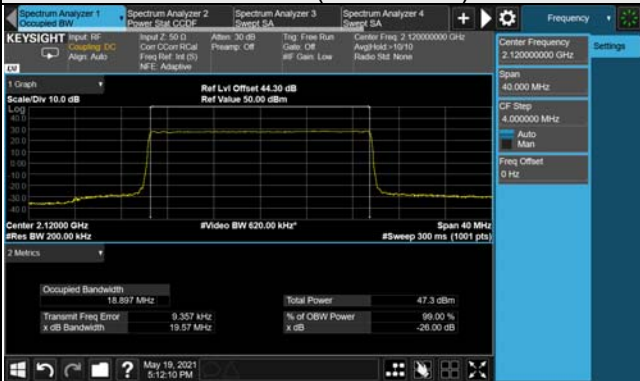 Spectrum Analyzer 1
Occupied BW
Spectrum Analyzer 2
Power Stat CCDF
Spectrum Analyzer 3
Swept SA
Spectrum Analyzer 4
Swept SA
Frequency
KEYSIGHT
Input: RF
Coupling: DC
Align: Auto
Input Z: 50 Ω
Corr CCorr RCal
Freq Ref: Int (S)
NFE: Adaptive
Atten: 30 dB
Preamp: Off
Trig: Free Run
Gate: Off
#IF Gain: Low
Center Freq: 2.120000000 GHz
Avg|Hold:>10/10
Radio Std: None
Center Frequency
2.120000000 GHz
Settings
Span
40.000 MHz
CF Step
4.000000 MHz
Auto
Man
Freq Offset
0 Hz
1 Graph
Scale/Div 10.0 dB
Ref Lvl Offset 44.30 dB
Ref Value 50.00 dBm
Log
40.0
30.0
20.0
10.0
0.00
-10.0
-20.0
-30.0
-40.0
Center 2.12000 GHz
#Res BW 200.00 kHz
#Video BW 620.00 kHz*
Span 40 MHz
#Sweep 300 ms (1001 pts)
2 Metrics
Occupied Bandwidth
18.897 MHz
Total Power
47.3 dBm
Transmit Freq Error
9.357 kHz
% of OBW Power
99.00 %
x dB Bandwidth
19.57 MHz
x dB
-26.00 dB
May 19, 2021
5:12:10 PM